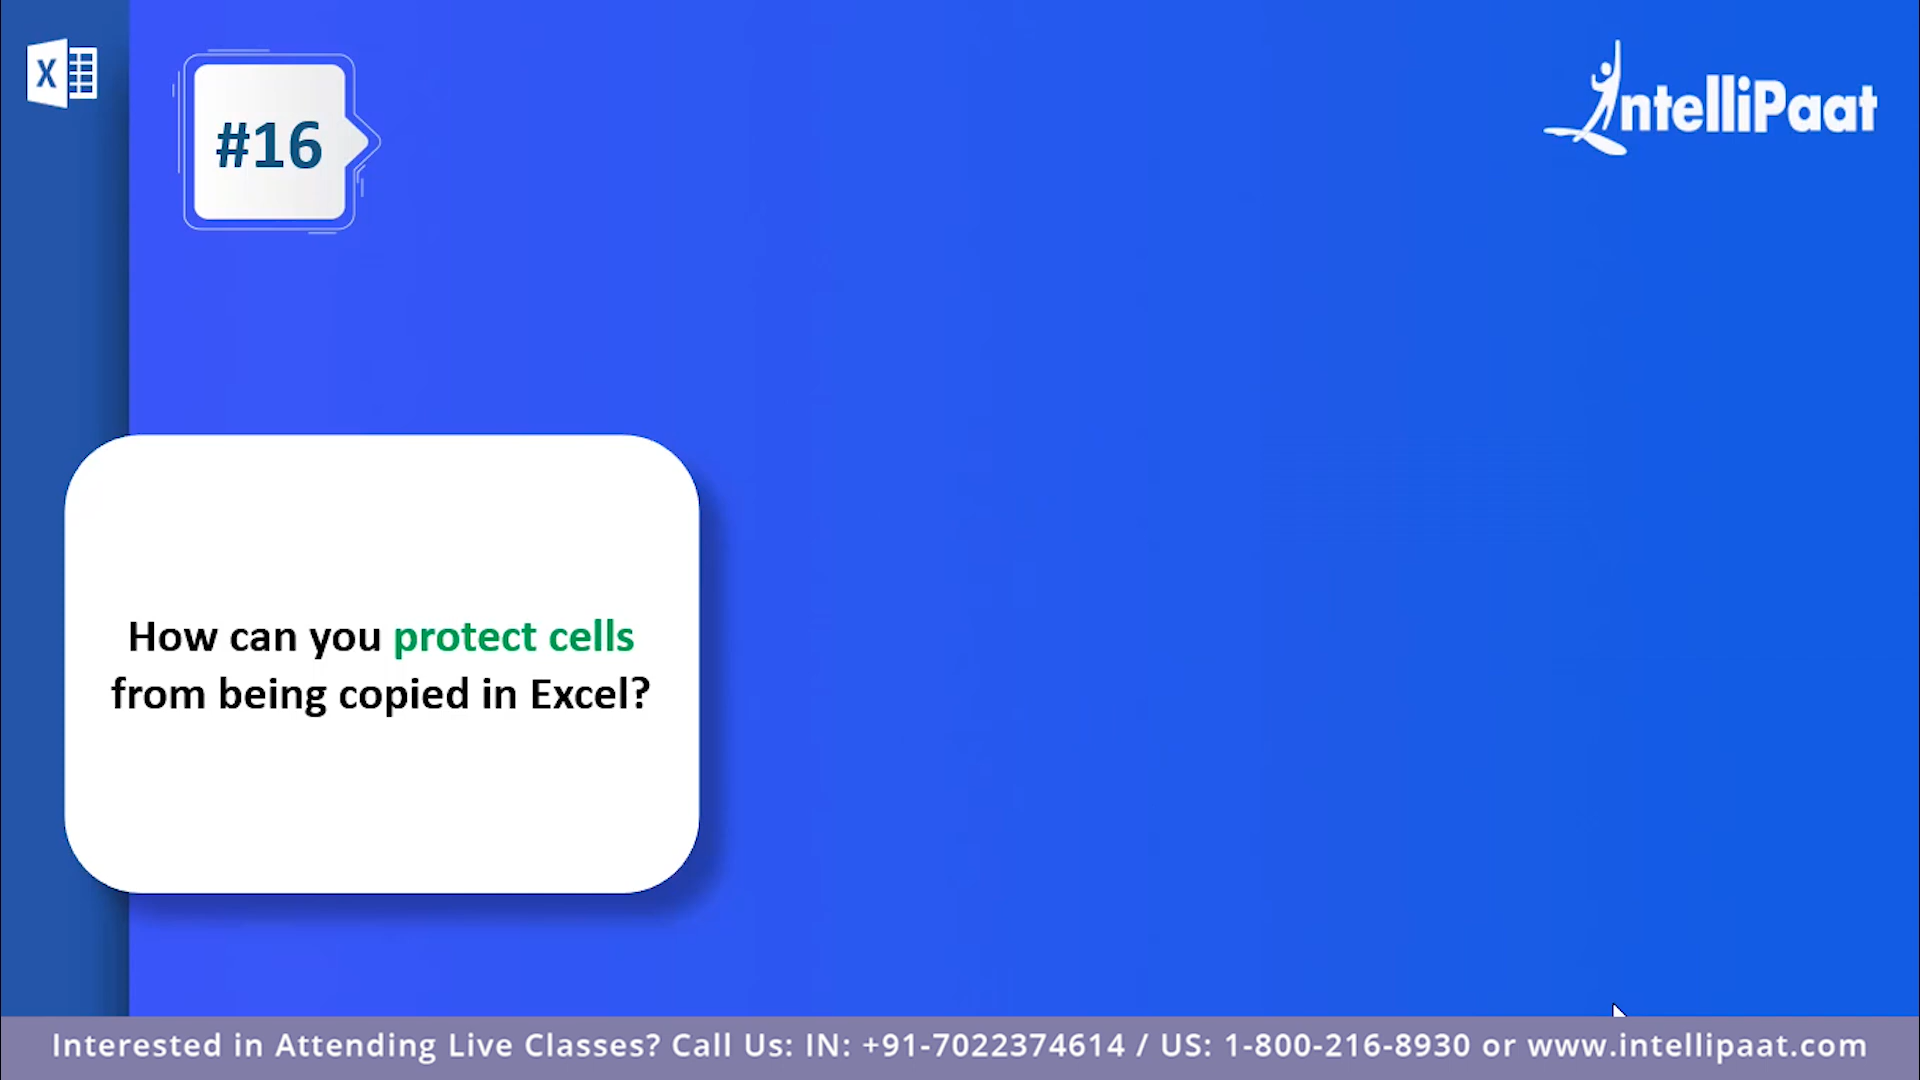 X
#16
IntelliPaat
How can you protect cells
from being copied in Excel?
Interested in Attending Live Classes? Call Us: IN: +91-7022374614 / US: 1-800-216-8930 or www.intellipaat.com